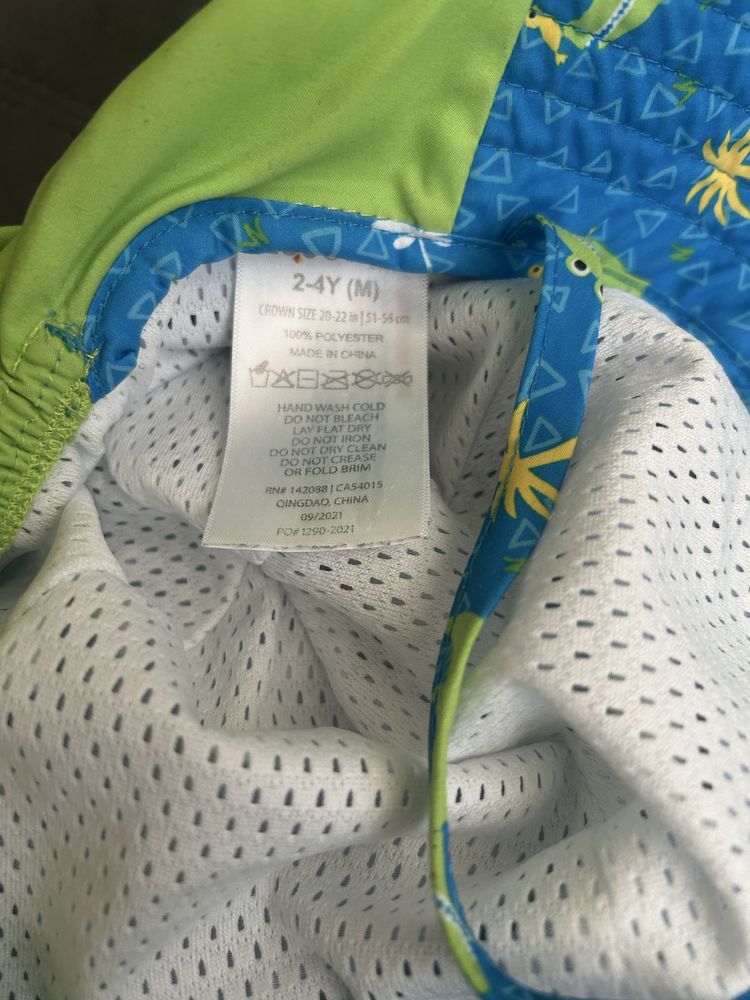 2-4Y (M)
CROWN SIZE 20-22 in | 51-56 cm
100% POLYESTER
MADE IN CHINA
HAND WASH COLD
DO NOT BLEACH
LAY FLAT DRY
DO NOT IRON
DO NOT DRY CLEAN
DO NOT CREASE
OR FOLD BRIM
RN# 142088 | CA54015
QINGDAO, CHINA
09/2021
PO# 1290-2021